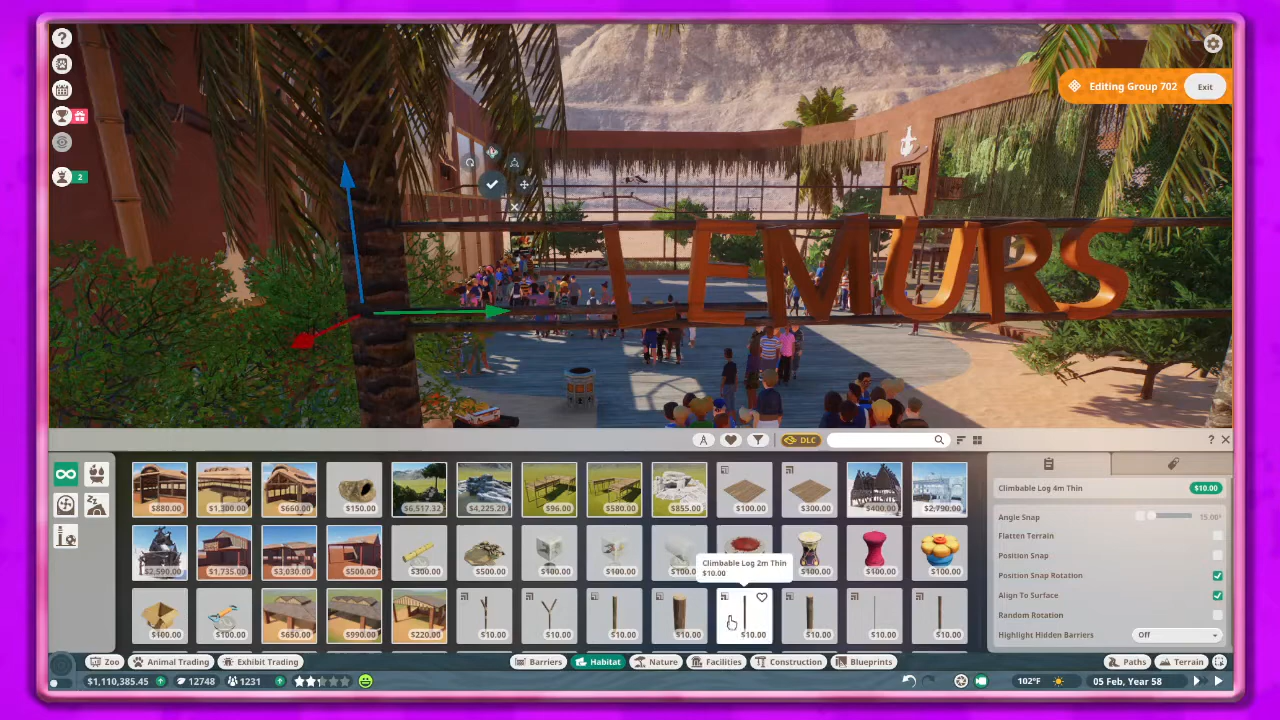 ?
Editing Group 702 Exit
2
LEMURS
DLC
? ×
$880.00 $1,300.00 $660.00 $150.00 $6,517.32 $4,225.20 $96.00 $580.00 $855.00 $100.00 $300.00 $400.00 $2,790.00
$2,590.00 $1,735.00 $3,030.00 $500.00 $300.00 $500.00 $100.00 $100.00 $100.00 $100.00 $100.00 $100.00
Climbable Log 2m Thin
$10.00
$100.00 $100.00 $650.00 $990.00 $220.00 $10.00 $10.00 $10.00 $10.00 $10.00 $10.00 $10.00 $10.00
Climbable Log 4m Thin $10.00
Angle Snap 15.00°
Flatten Terrain
Position Snap
Position Snap Rotation
Align To Surface
Random Rotation
Highlight Hidden Barriers Off
Zoo Animal Trading Exhibit Trading Barriers Habitat Nature Facilities Construction Blueprints Paths Terrain
$1,110,385.45 12748 1231 102°F 05 Feb, Year 58